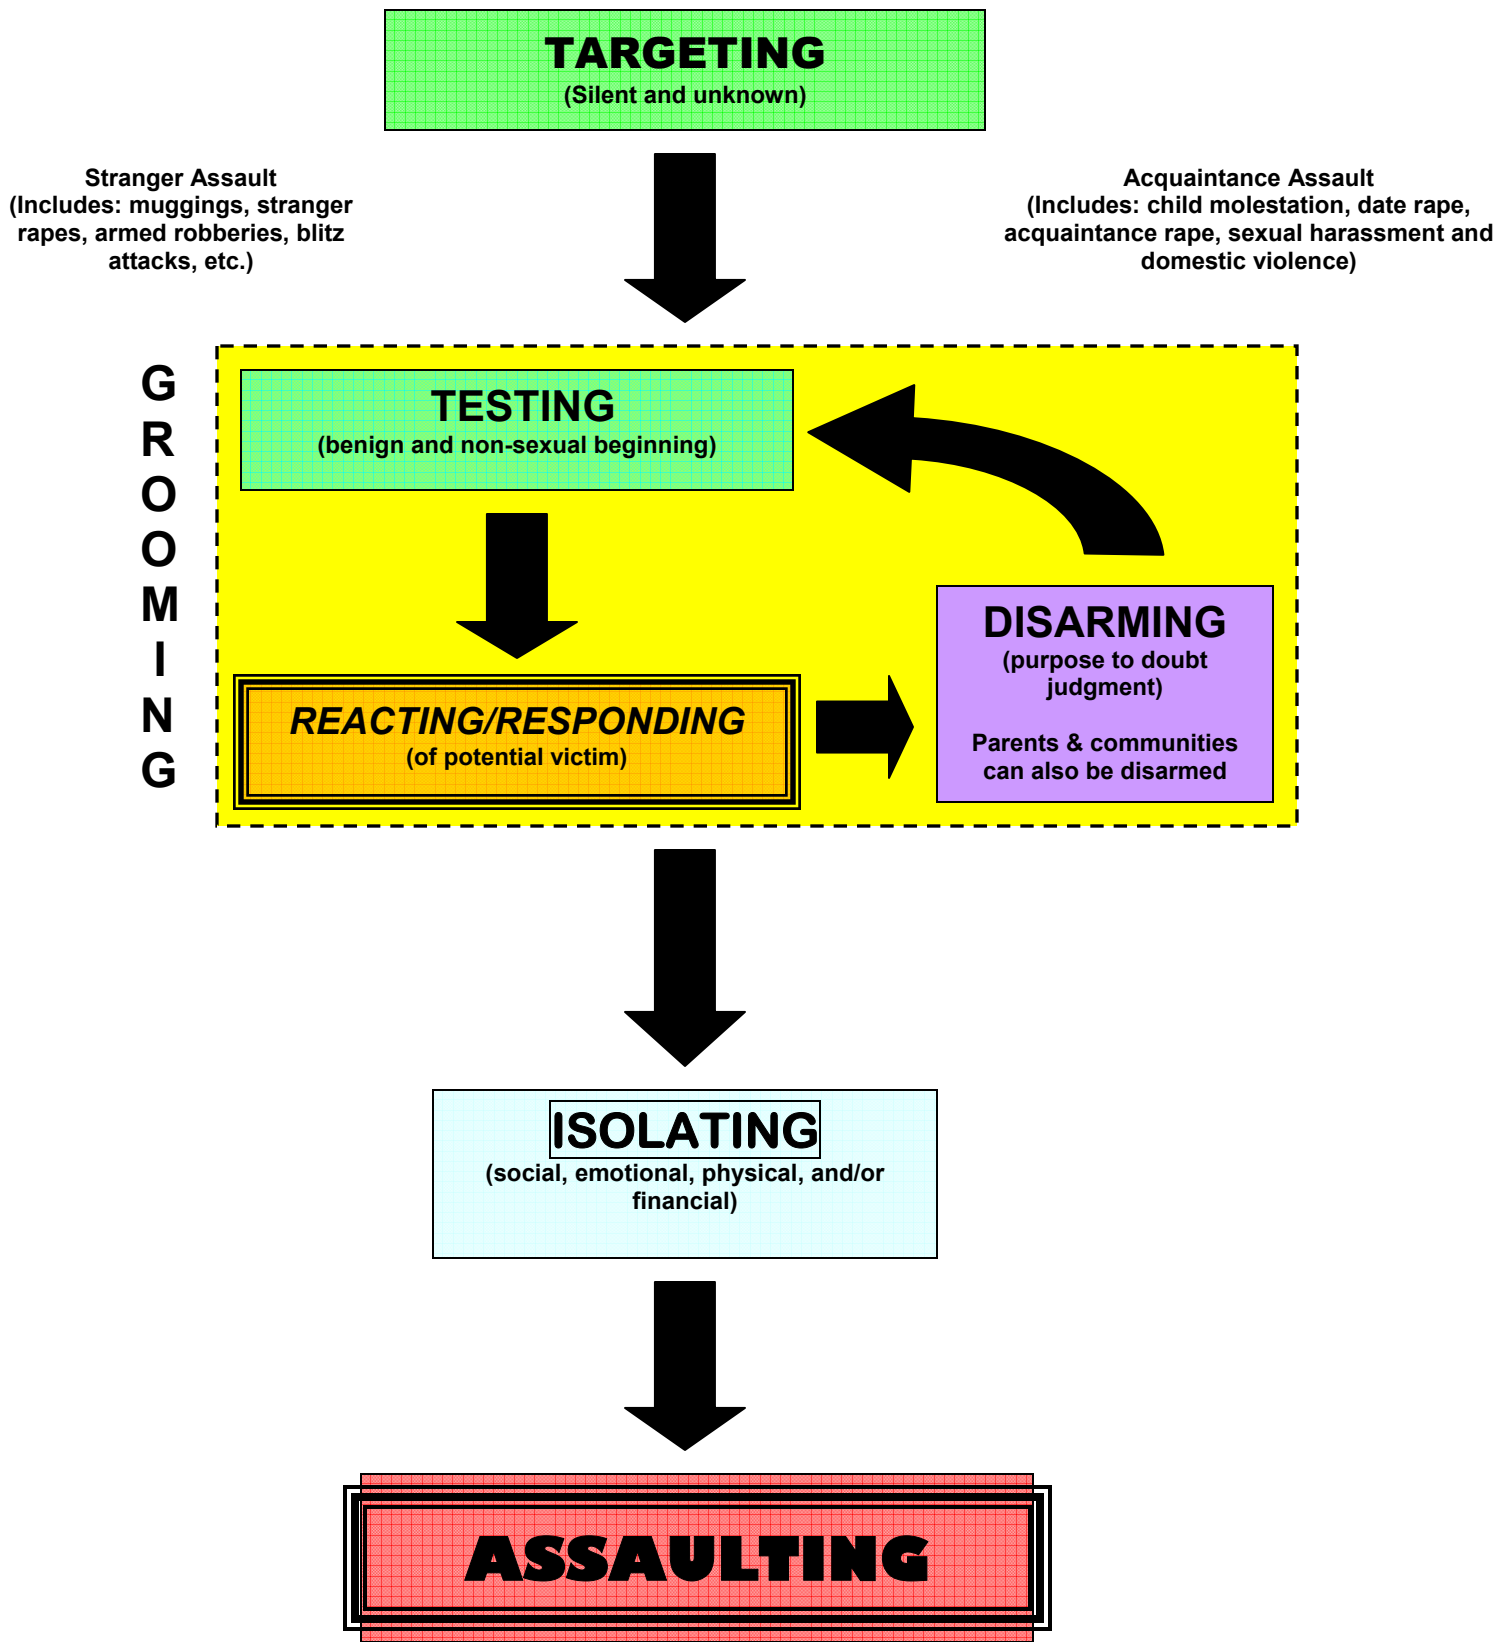 TARGETING
(Silent and unknown)
Stranger Assault
(Includes: muggings, stranger
rapes, armed robberies, blitz
attacks, etc.)
Acquaintance Assault
(Includes: child molestation, date rape,
acquaintance rape, sexual harassment and
domestic violence)
G
R
O
O
M
I
N
G
TESTING
(benign and non-sexual beginning)
REACTING/RESPONDING
(of potential victim)
DISARMING
(purpose to doubt
judgment)
Parents & communities
can also be disarmed
ISOLATING
(social, emotional, physical, and/or
financial)
ASSAULTING